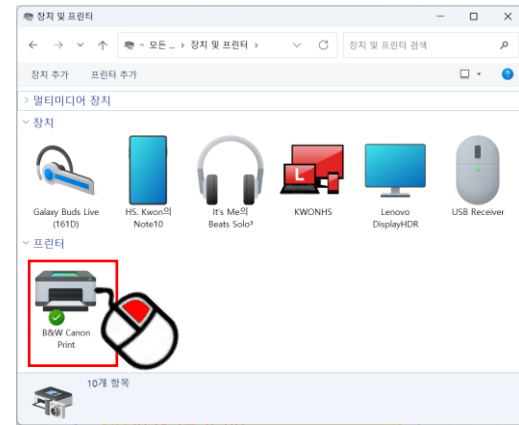 장치 및 프린터
« 모든 ... › 장치 및 프린터 ›
장치 및 프린터 검색
장치 추가 프린터 추가
멀티미디어 장치
장치
Galaxy Buds Live
(161D)
HS. Kwon의
Note10
It's Me의
Beats Solo³
KWONHS
Lenovo
DisplayHDR
USB Receiver
L
프린터
B&W Canon
Print
10개 항목